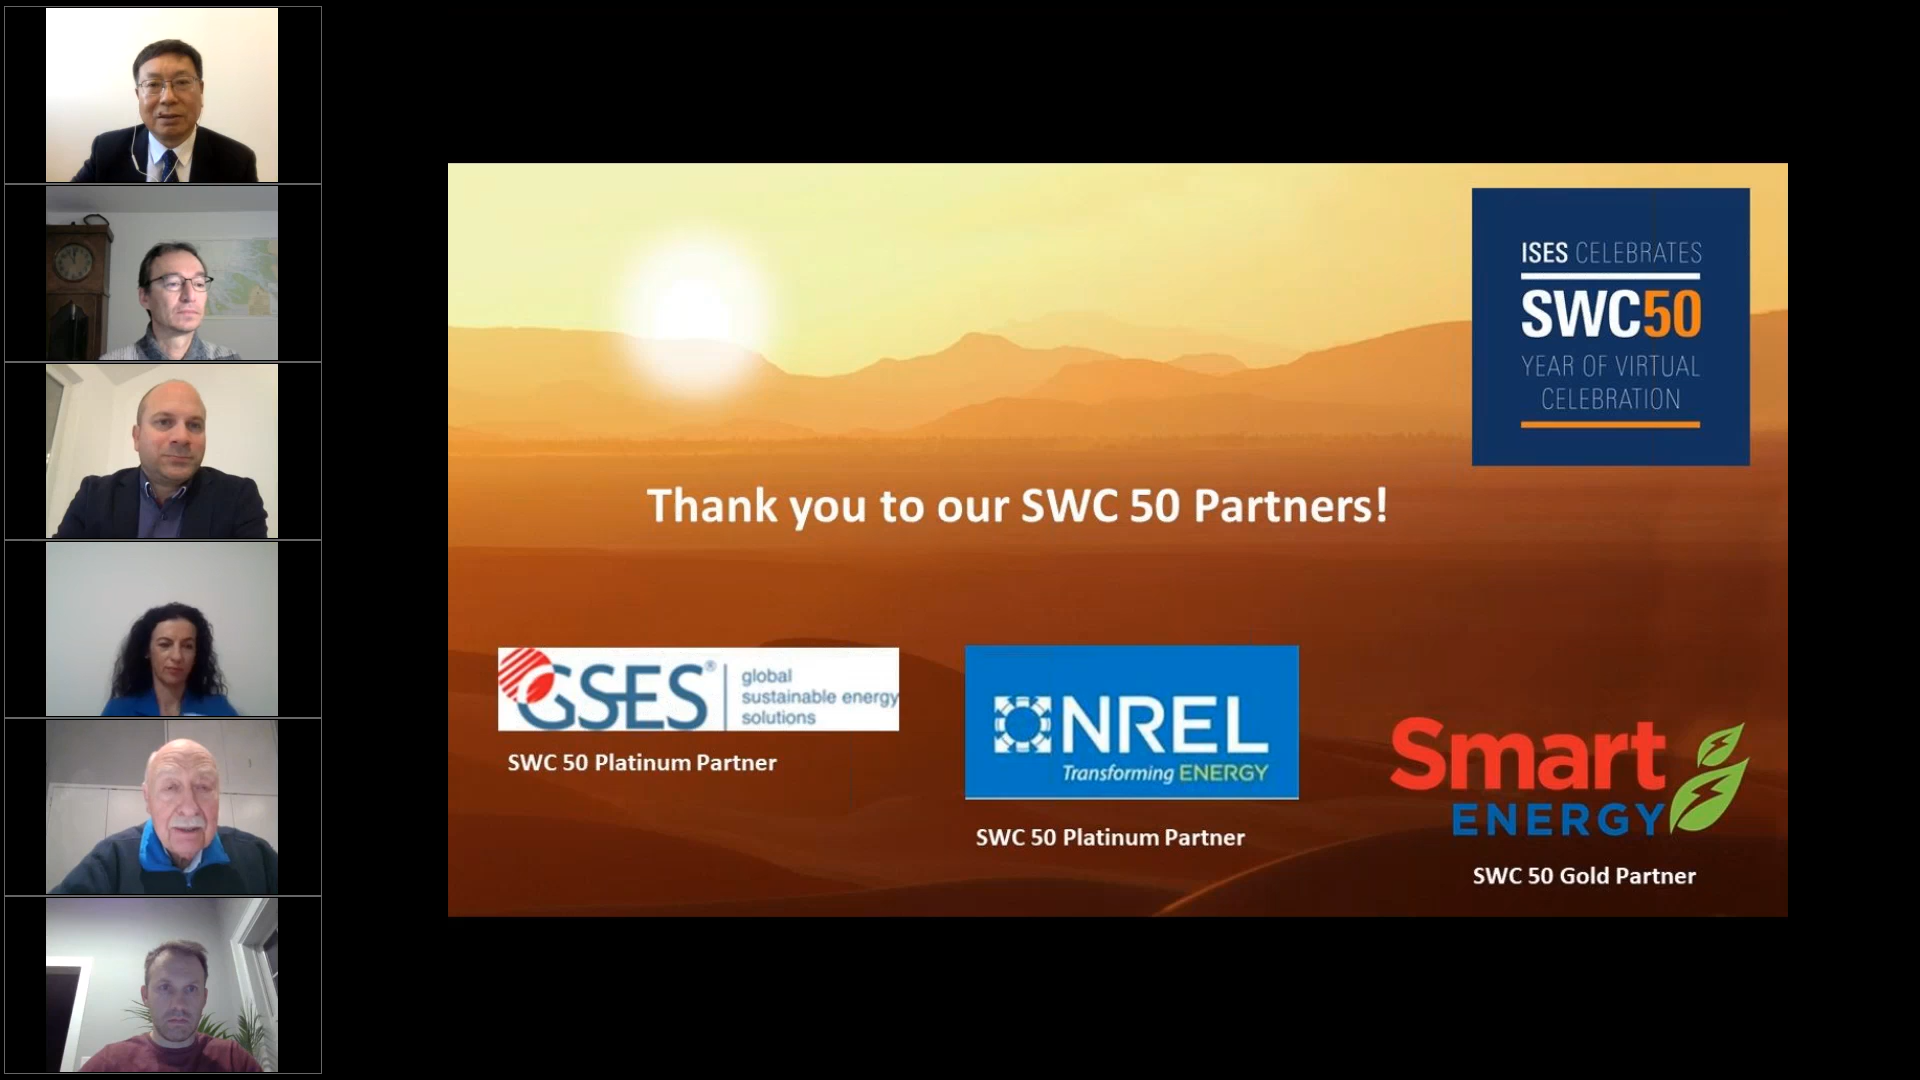 ISES CELEBRATES
SWC50
YEAR OF VIRTUAL
CELEBRATION
Thank you to our SWC 50 Partners!
GSES®
global
sustainable energy
solutions
SWC 50 Platinum Partner
NREL
Transforming ENERGY
SWC 50 Platinum Partner
Smart
ENERGY
SWC 50 Gold Partner